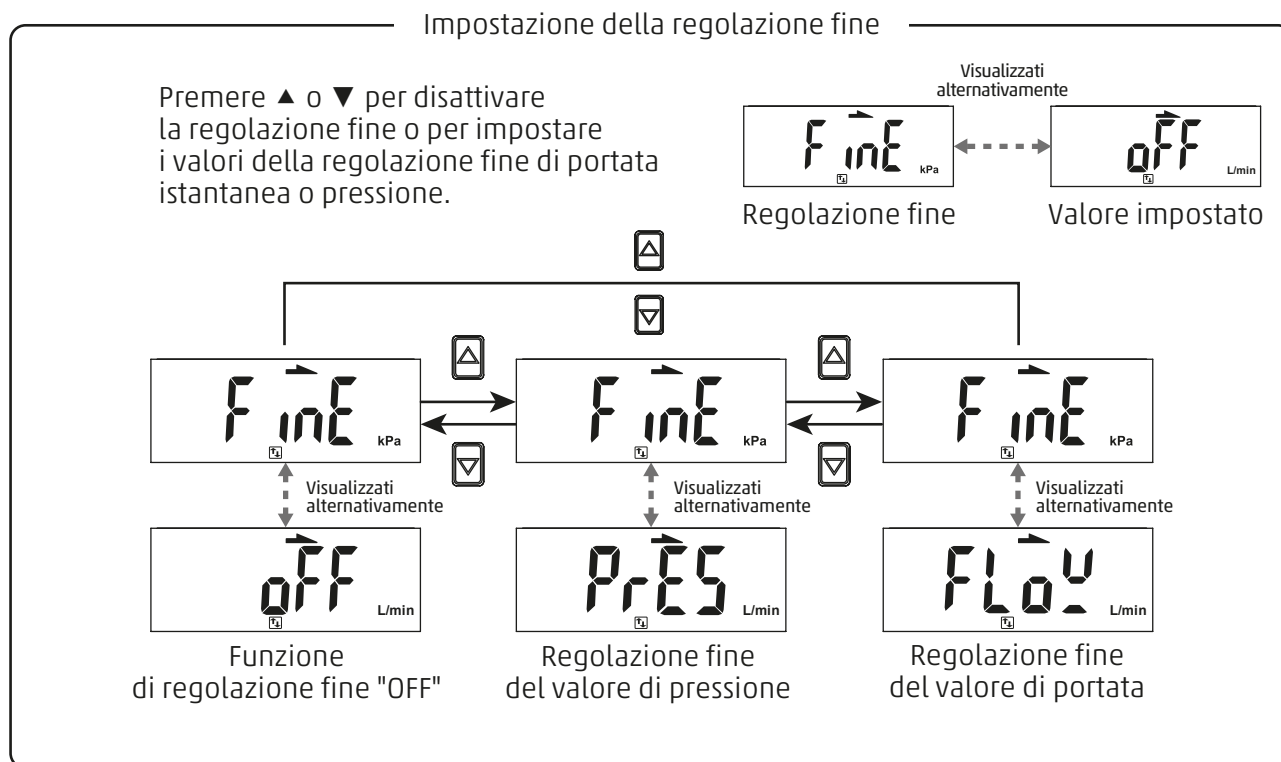 Impostazione della regolazione fine
Premere ▲ o ▼ per disattivare
la regolazione fine o per impostare
i valori della regolazione fine di portata
istantanea o pressione.
Visualizzati
alternativamente
FinE
kPa
oFF
L/min
Regolazione fine
Valore impostato
FinE
kPa
FinE
kPa
FinE
kPa
Visualizzati
alternativamente
Visualizzati
alternativamente
Visualizzati
alternativamente
oFF
L/min
PrES
L/min
FLoW
L/min
Funzione
di regolazione fine "OFF"
Regolazione fine
del valore di pressione
Regolazione fine
del valore di portata